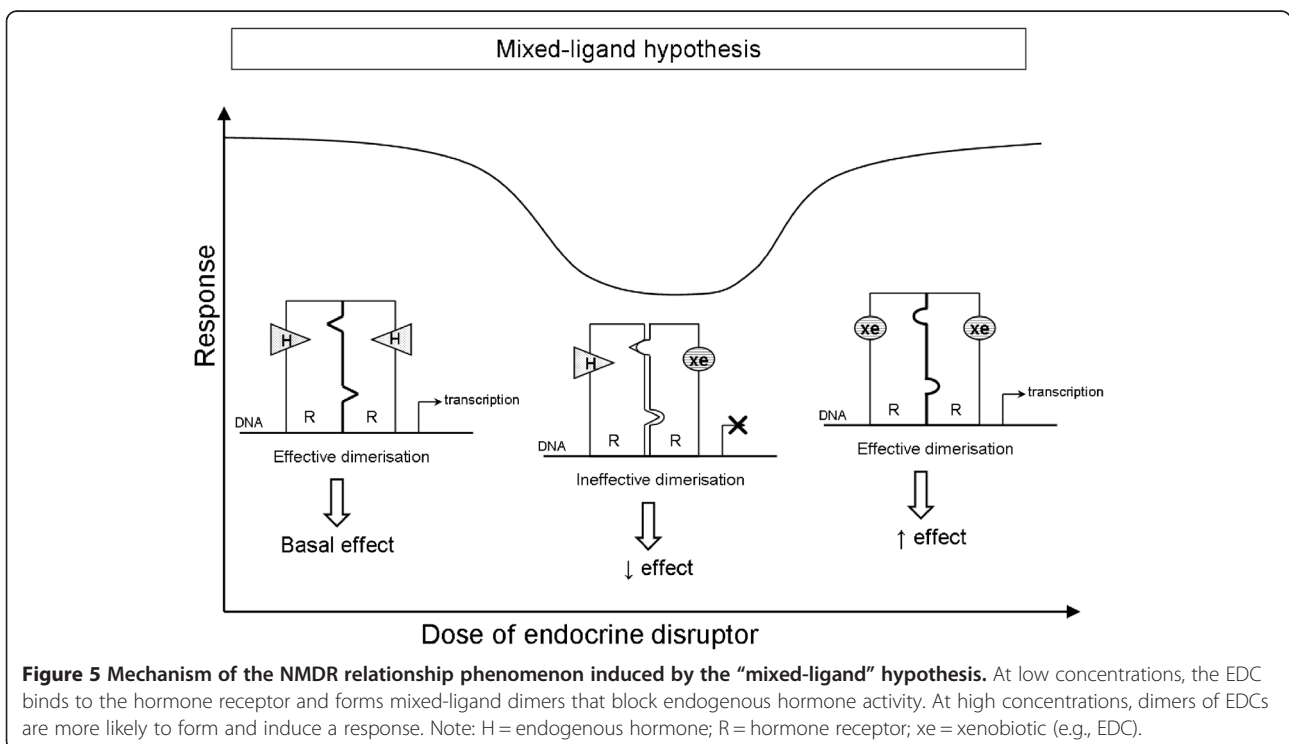 Mixed-ligand hypothesis
Response
H
H
xe
xe
H
xe
transcription
transcription
R
R
R
R
R
R
DNA
DNA
DNA
Effective dimerisation
Ineffective dimerisation
Effective dimerisation
Basal effect
↓ effect
↑ effect
Dose of endocrine disruptor
Figure 5 Mechanism of the NMDR relationship phenomenon induced by the “mixed-ligand” hypothesis. At low concentrations, the EDC
binds to the hormone receptor and forms mixed-ligand dimers that block endogenous hormone activity. At high concentrations, dimers of EDCs
are more likely to form and induce a response. Note: H = endogenous hormone; R = hormone receptor; xe = xenobiotic (e.g., EDC).